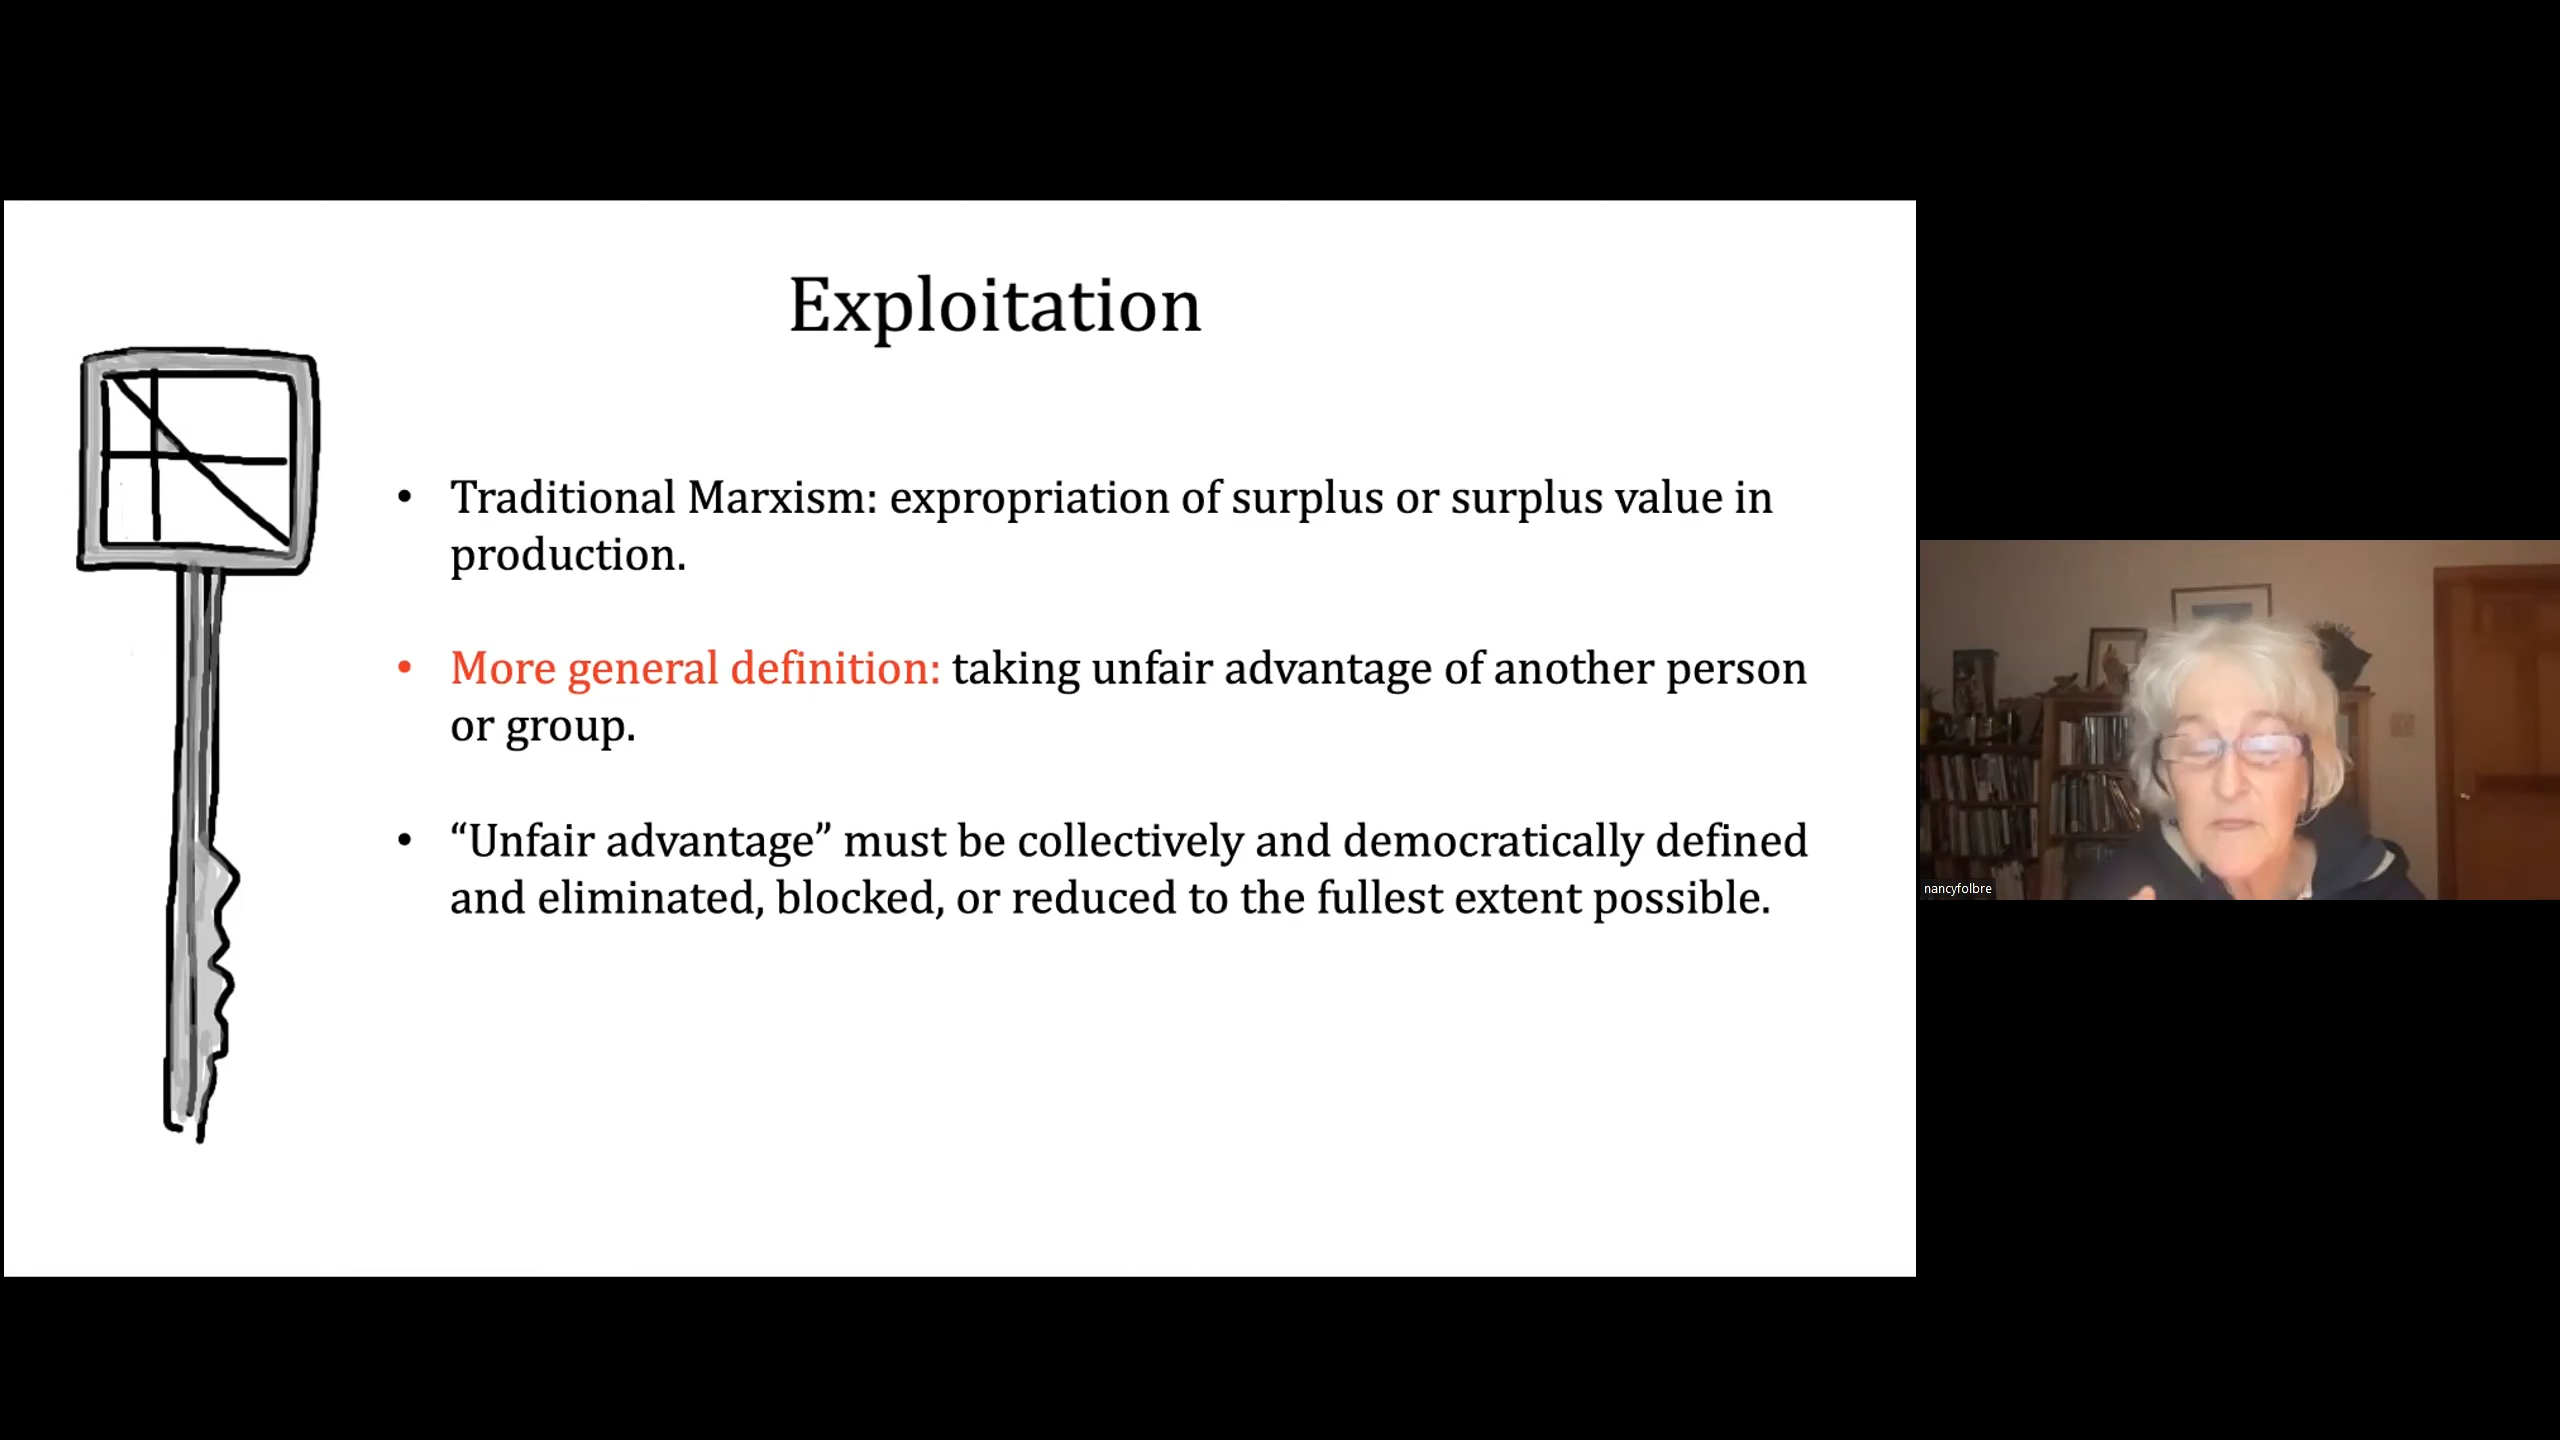 Exploitation
• Traditional Marxism: expropriation of surplus or surplus value in
production.
• More general definition: taking unfair advantage of another person
or group.
• “Unfair advantage” must be collectively and democratically defined
and eliminated, blocked, or reduced to the fullest extent possible.
nancyfolbre